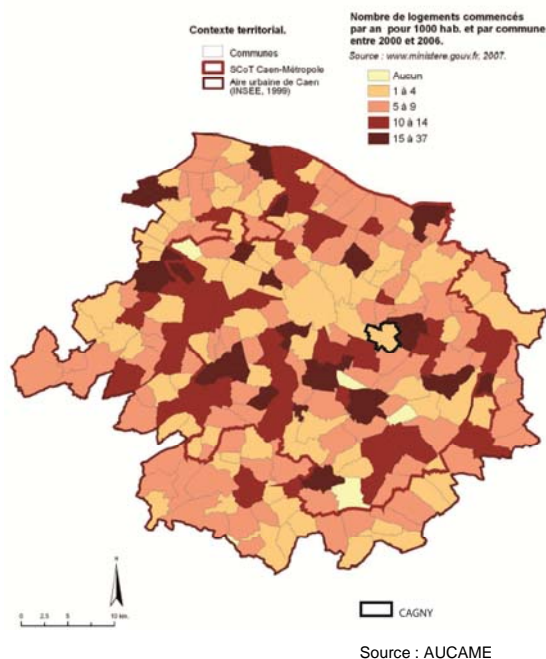 Contexte territorial.
Communes
SCoT Caen-Métropole
Aire urbaine de Caen
(INSEE, 1999)
Nombre de logements commencés
par an pour 1000 hab. et par commune
entre 2000 et 2006.
Source : www.ministere.gouv.fr, 2007.
Aucun
1 à 4
5 à 9
10 à 14
15 à 37
N
0 2,5 5 10 km.
CAGNY
Source : AUCAME